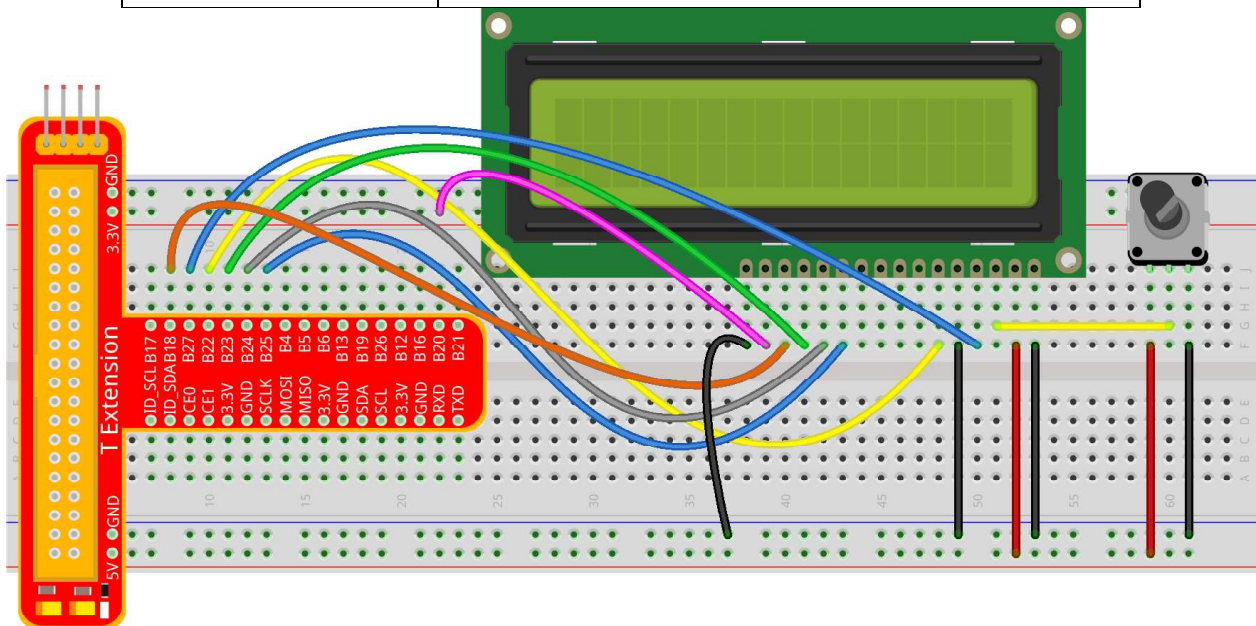 3.3V GND
10
J
I
H
G
F
T Extension
ID_SCL B17
ID_SDA B18
CE0 B27
CE1 B22
3.3V B23
GND B24
SCLK B25
MOSI B4
MISO B5
3.3V B6
GND B13
SDA B19
SCL B26
3.3V B12
GND B16
RXD B20
TXD B21
E
D
C
B
A
10 15 20 25 30 35 40 45 50 55 60
5V GND